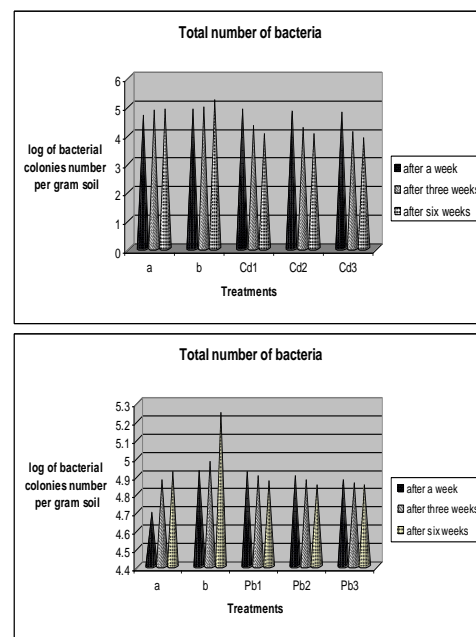 Total number of bacteria
6
5
4
3
2
1
0
log of bacterial
colonies number
per gram soil
a b Cd1 Cd2 Cd3
Treatments
after a week
after three weeks
after six weeks
Total number of bacteria
5.3
5.2
5.1
5
4.9
4.8
4.7
4.6
4.5
4.4
log of bacterial
colonies number
per gram soil
a b Pb1 Pb2 Pb3
Treatments
after a week
after three weeks
after six weeks